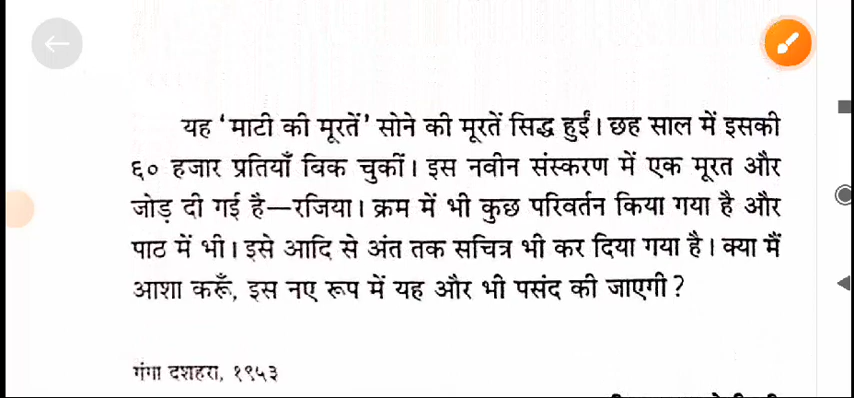 यह ‘माटी की मूरतें’ सोने की मूरतें सिद्ध हुईं। छह साल में इसकी
६० हजार प्रतियाँ बिक चुकीं। इस नवीन संस्करण में एक मूरत और
जोड़ दी गई है—रजिया। क्रम में भी कुछ परिवर्तन किया गया है और
पाठ में भी। इसे आदि से अंत तक सचित्र भी कर दिया गया है। क्या मैं
आशा करूँ, इस नए रूप में यह और भी पसंद की जाएगी?
गंगा दशहरा, १९५३